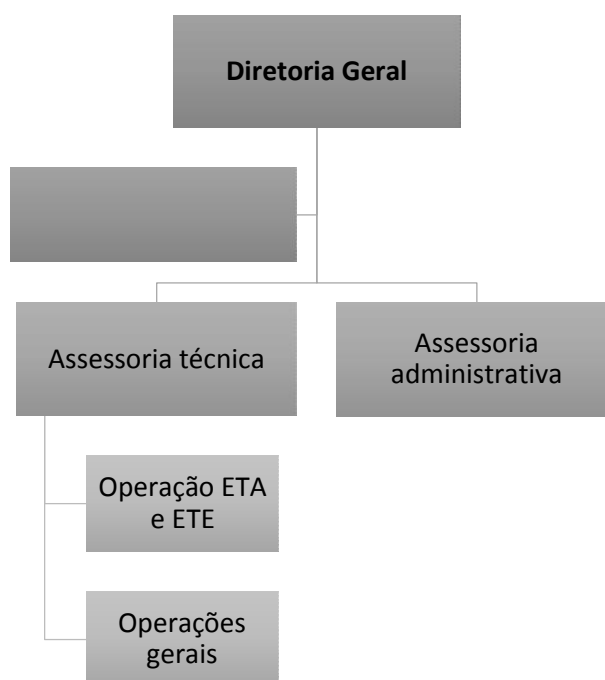 Diretoria Geral
Assessoria técnica
Assessoria
administrativa
Operação ETA
e ETE
Operações
gerais